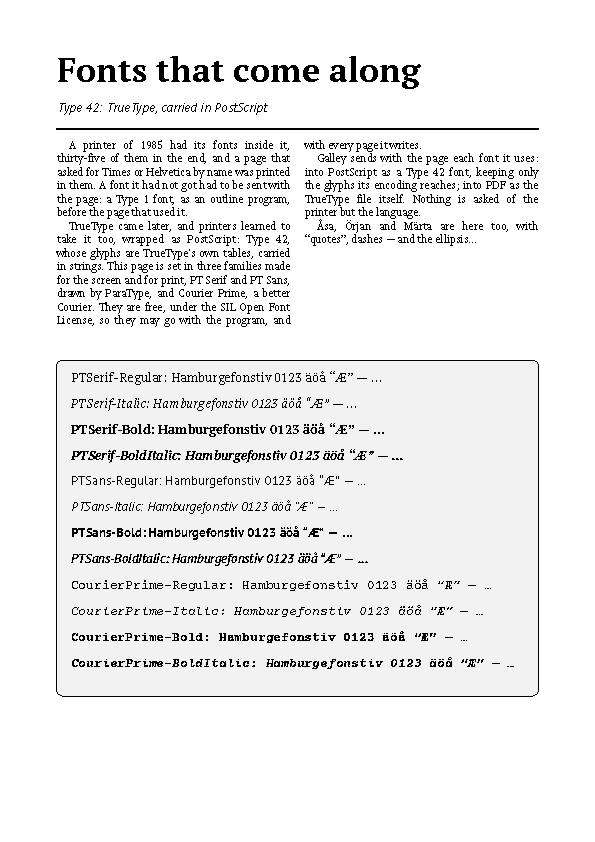 Fonts that come along
Type 42: TrueType, carried in PostScript
A printer of 1985 had its fonts inside it,
thirty-five of them in the end, and a page that
asked for Times or Helvetica by name was printed
in them. A font it had not got had to be sent with
the page: a Type 1 font, as an outline program,
before the page that used it.
TrueType came later, and printers learned to
take it too, wrapped as PostScript: Type 42,
whose glyphs are TrueType's own tables, carried
in strings. This page is set in three families made
for the screen and for print, PT Serif and PT Sans,
drawn by ParaType, and Courier Prime, a better
Courier. They are free, under the SIL Open Font
License, so they may go with the program, and
with every page it writes.
Galley sends with the page each font it uses:
into PostScript as a Type 42 font, keeping only
the glyphs its encoding reaches; into PDF as the
TrueType file itself. Nothing is asked of the
printer but the language.
Åsa, Örjan and Märta are here too, with
“quotes”, dashes — and the ellipsis…
PTSerif-Regular: Hamburgefonstiv 0123 äöå “Æ” — …
PTSerif-Italic: Hamburgefonstiv 0123 äöå “Æ” — …
PTSerif-Bold: Hamburgefonstiv 0123 äöå “Æ” — …
PTSerif-BoldItalic: Hamburgefonstiv 0123 äöå “Æ” — …
PTSans-Regular: Hamburgefonstiv 0123 äöå “Æ” — …
PTSans-Italic: Hamburgefonstiv 0123 äöå “Æ” — …
PTSans-Bold: Hamburgefonstiv 0123 äöå “Æ” — …
PTSans-BoldItalic: Hamburgefonstiv 0123 äöå “Æ” — …
CourierPrime-Regular: Hamburgefonstiv 0123 äöå “Æ” — …
CourierPrime-Italic: Hamburgefonstiv 0123 äöå “Æ” — …
CourierPrime-Bold: Hamburgefonstiv 0123 äöå “Æ” — …
CourierPrime-BoldItalic: Hamburgefonstiv 0123 äöå “Æ” — …